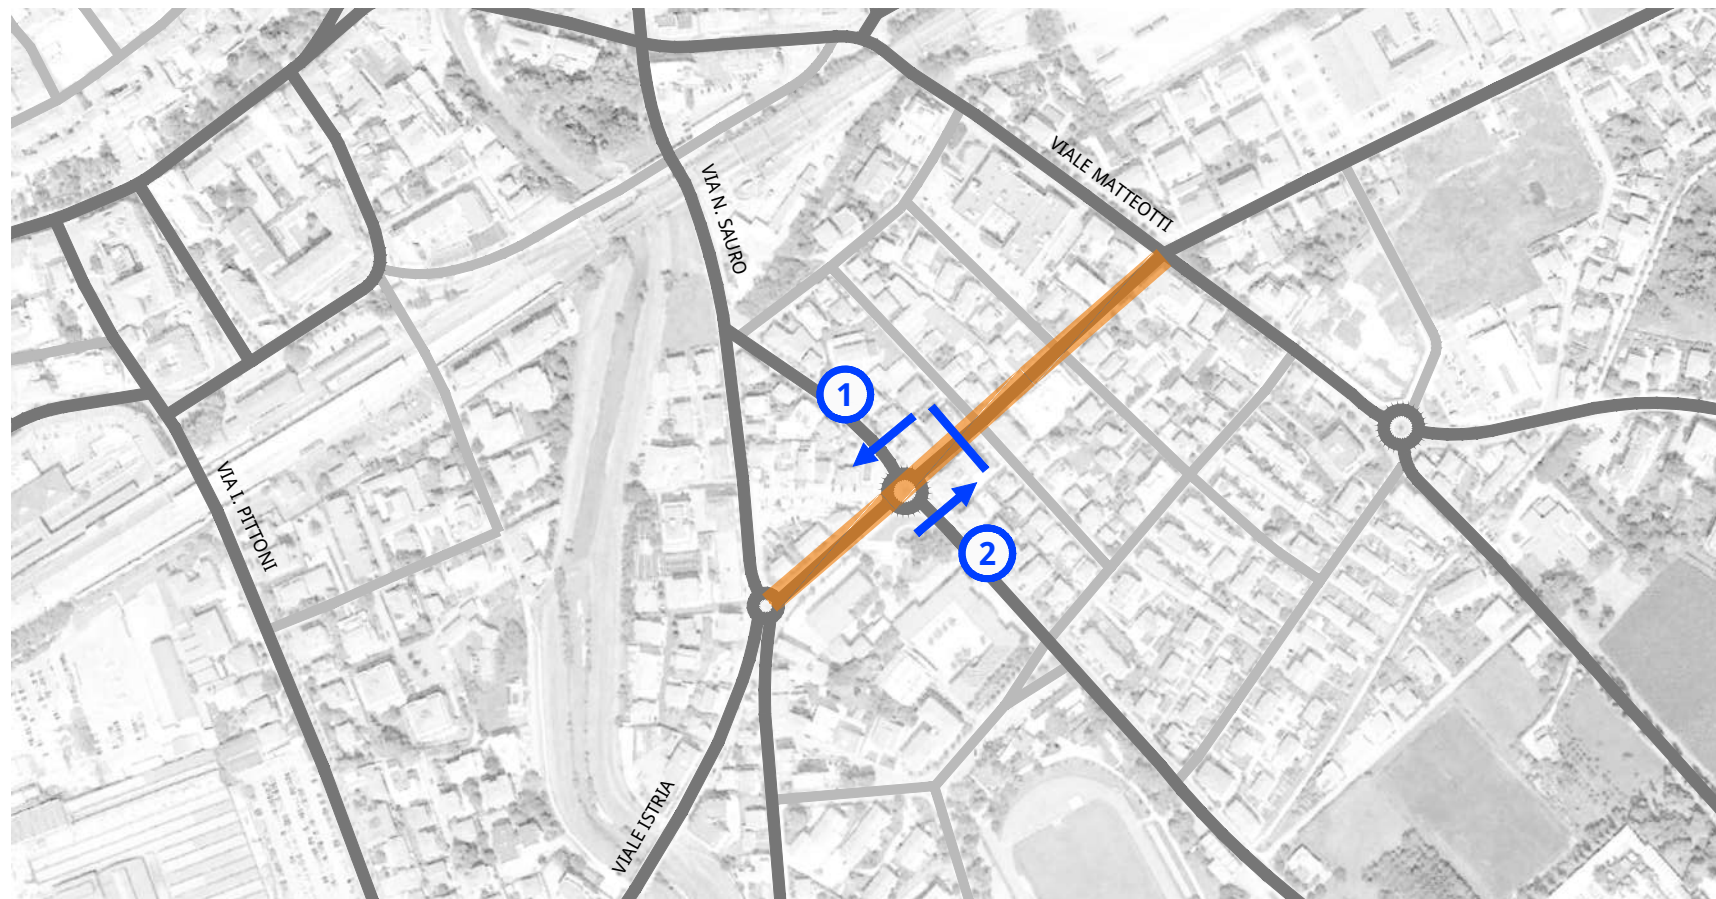 VIALE MATTEOTTI
VIA N. SAURO
1
VIA I. PITTONI
2
VIALE ISTRIA